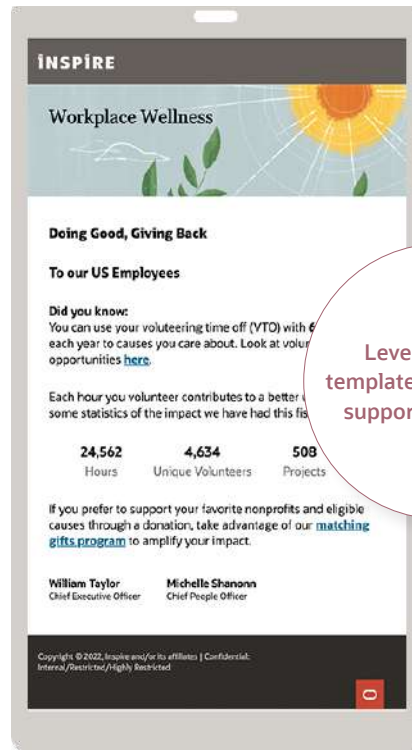 iNSPiRE
Workplace Wellness
Doing Good, Giving Back
To our US Employees
Did you know:
You can use your voluteering time off (VTO) with
each year to causes you care about. Look at
opportunities here.
Each hour you volunteer contributes to a better
some statistics of the impact we have had this
24,562 4,634 508
Hours Unique Volunteers Projects
If you prefer to support your favorite nonprofits and eligible
causes through a donation, take advantage of our matching
gifts program to amplify your impact.
William Taylor Michelle Shanonn
Chief Executive Officer Chief People Officer
Copyright © 2022, Inspire and/or its affiliates | Confidential:
Internal/Restricted/Highly Restricted